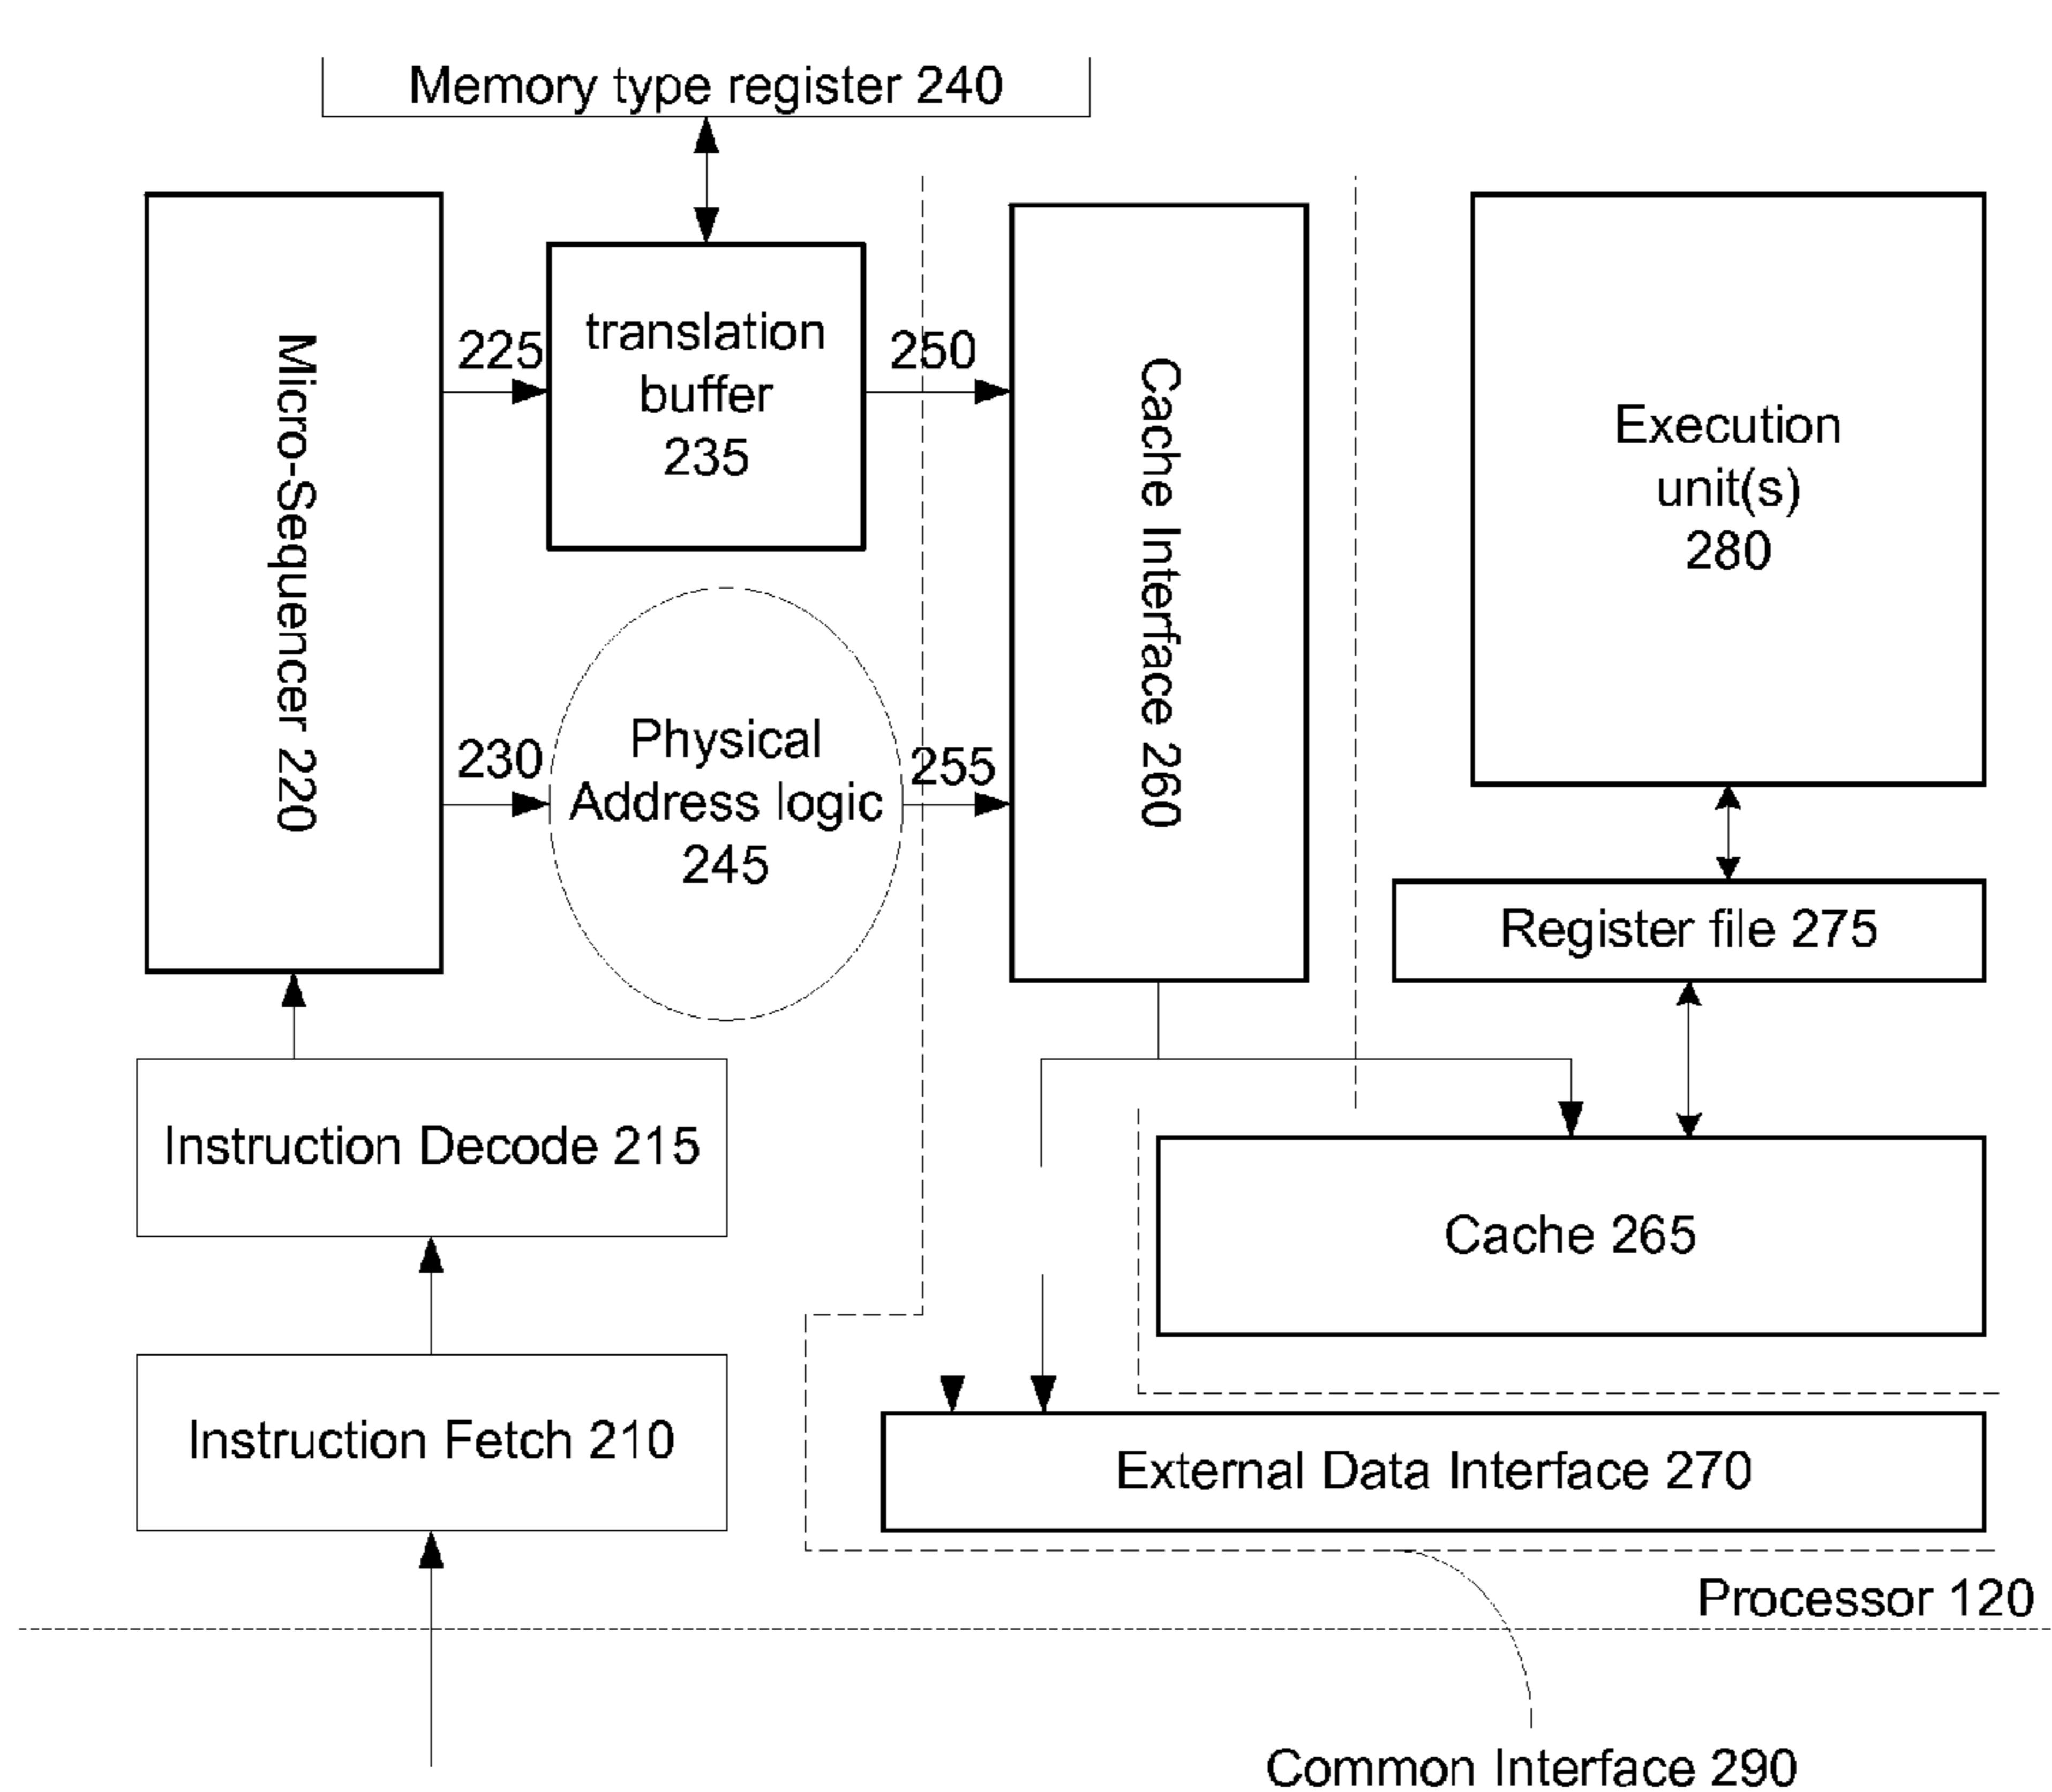 Memory type register 240
Micro-Sequencer 220
225
translation
buffer
235
250
Cache Interface 260
Execution
unit(s)
280
230
Physical
Address logic
245
255
Register file 275
Instruction Decode 215
Cache 265
Instruction Fetch 210
External Data Interface 270
Processor 120
Common Interface 290